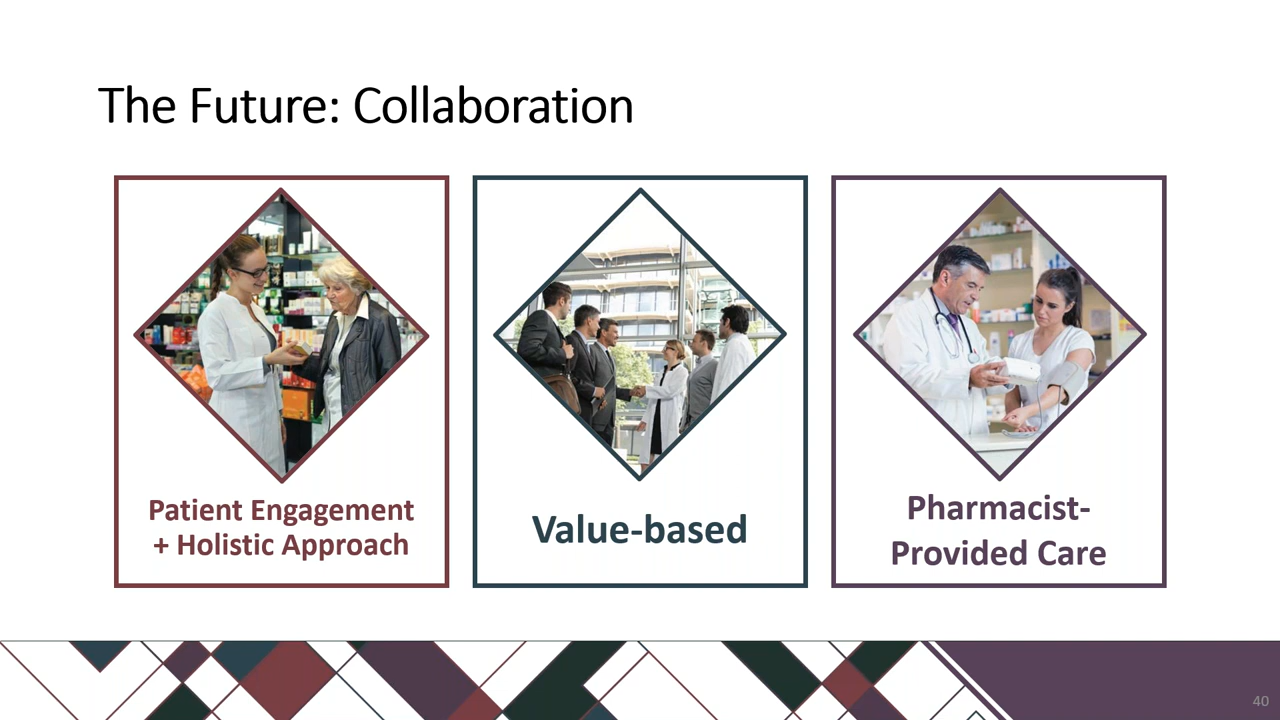 The Future: Collaboration
Patient Engagement
+ Holistic Approach
Value-based
Pharmacist-
Provided Care
40